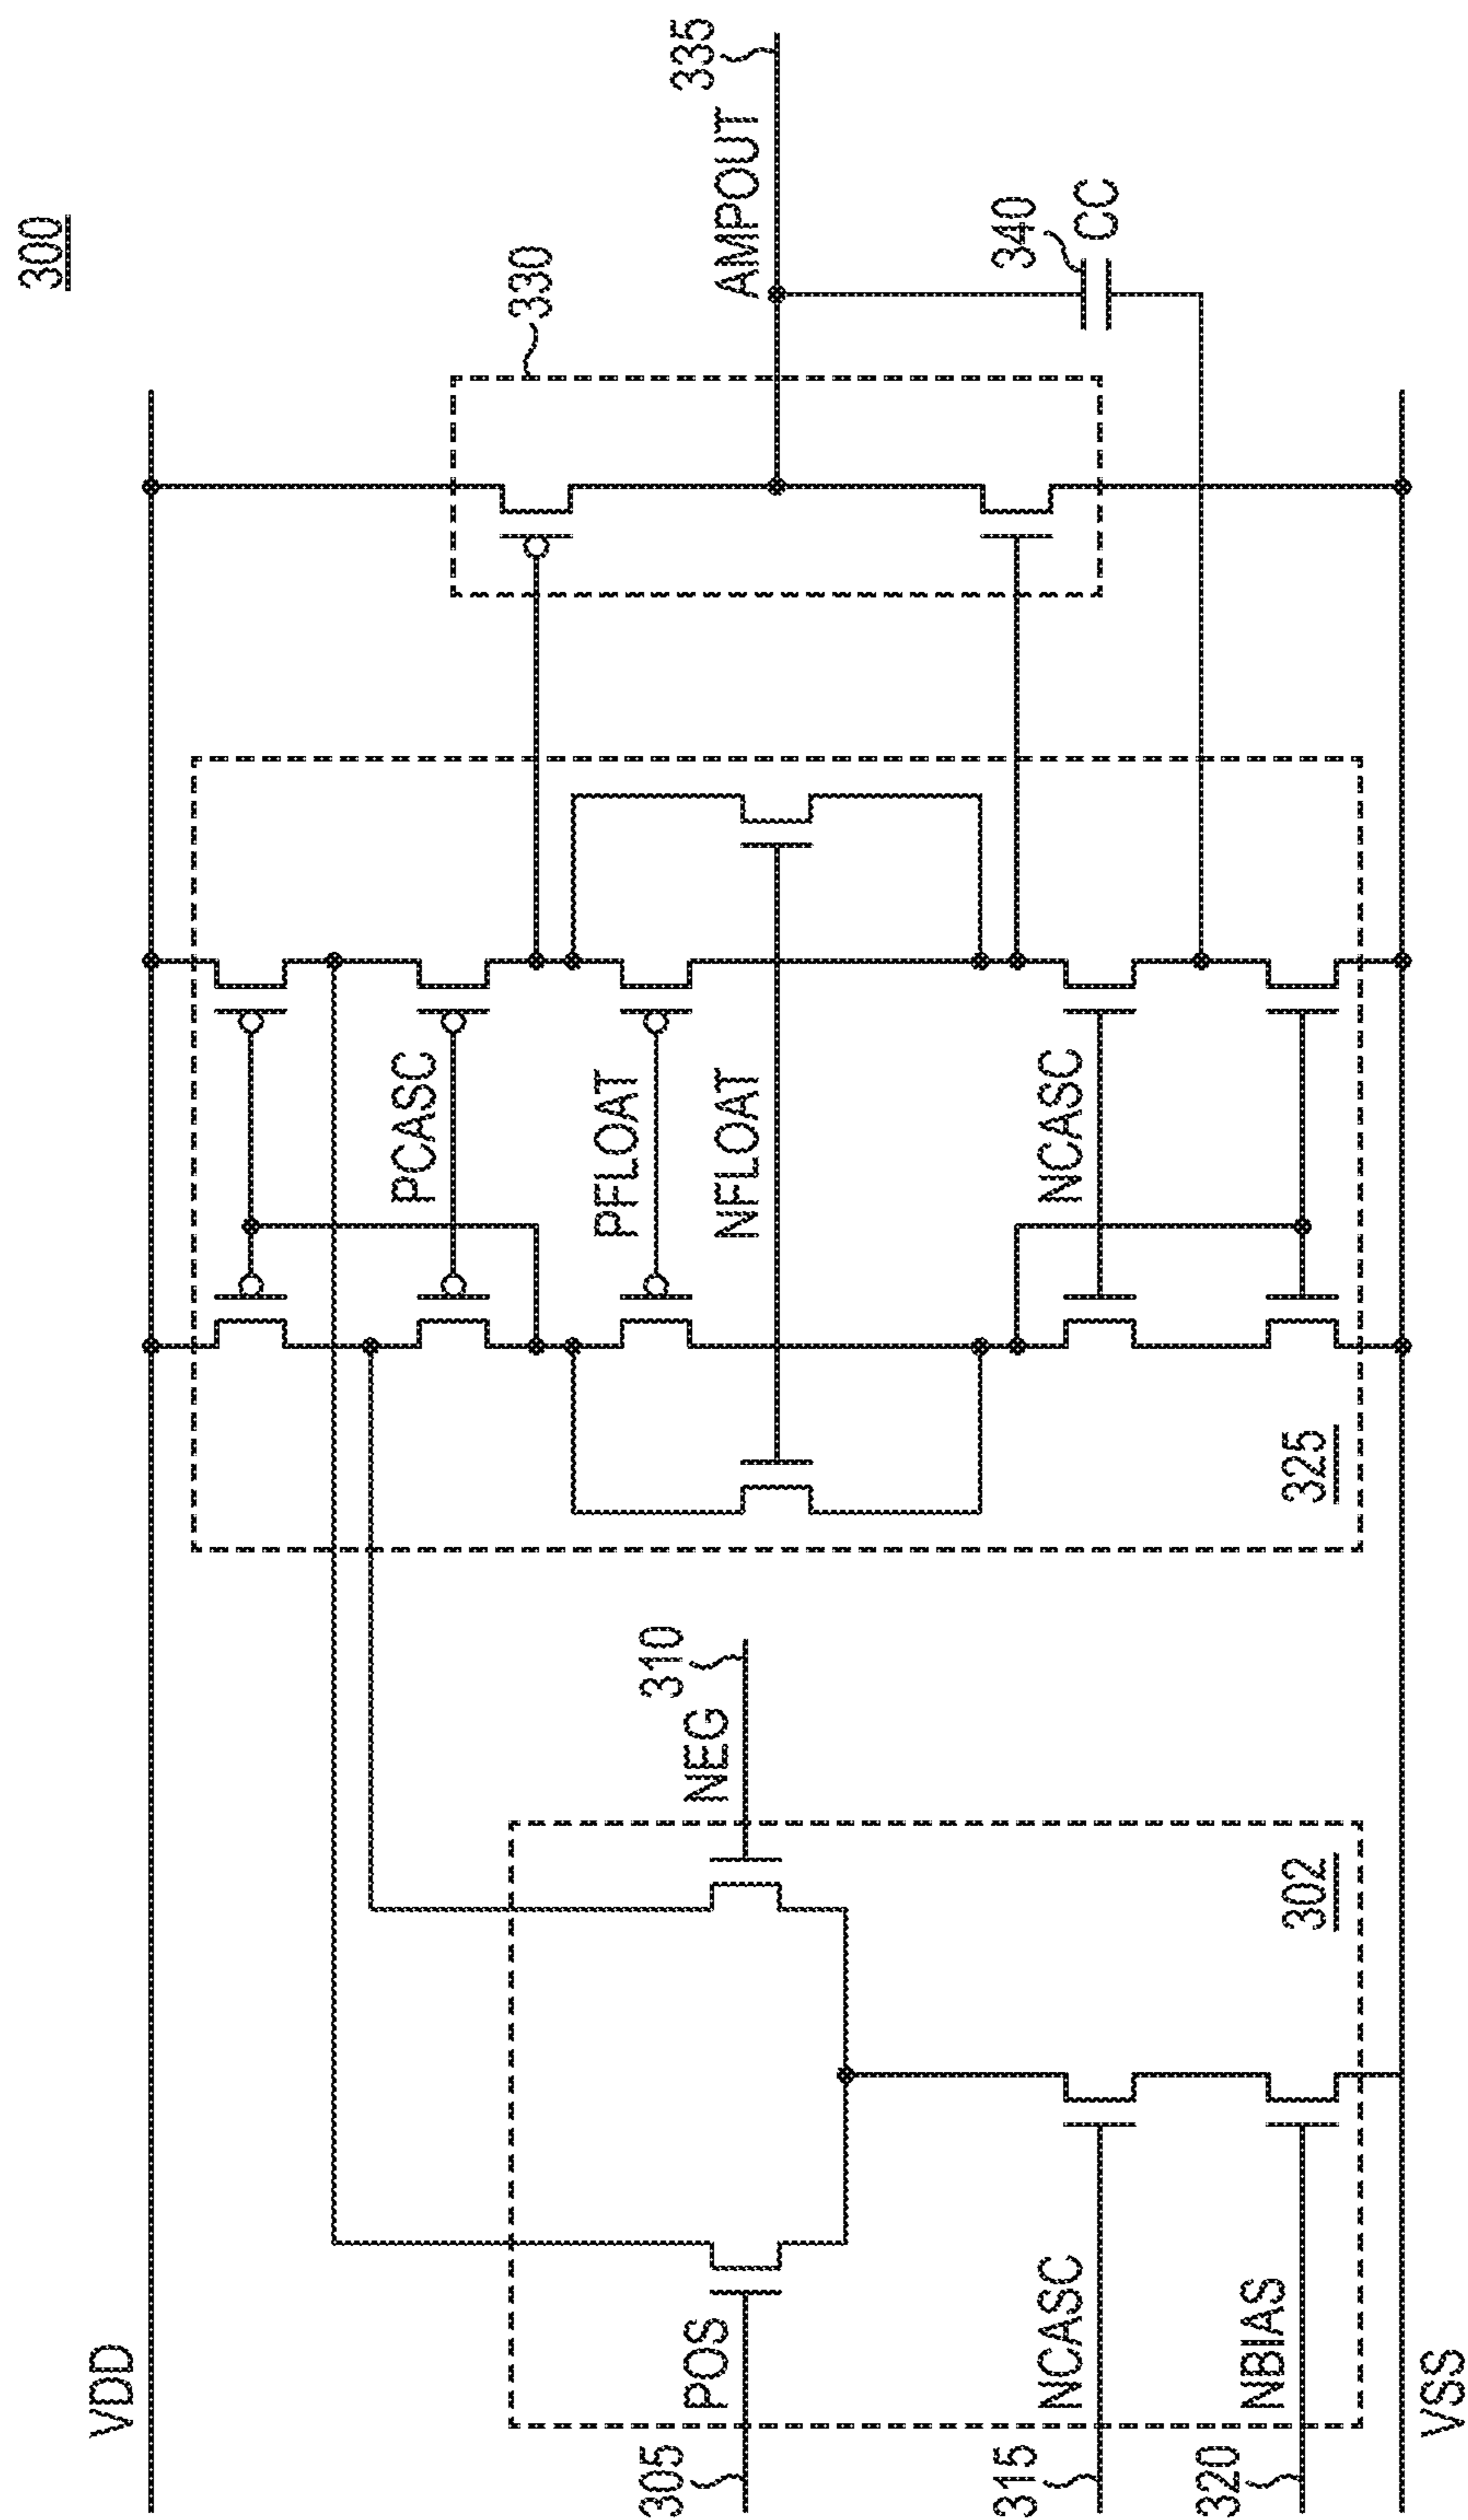 300
VDD
305
POS
315
NCASC
320
NBIAS
VSS
302
NEG
310
325
PCASC
PFLOAT
NFLOAT
NCASC
330
AMPOUT
335
340
CC